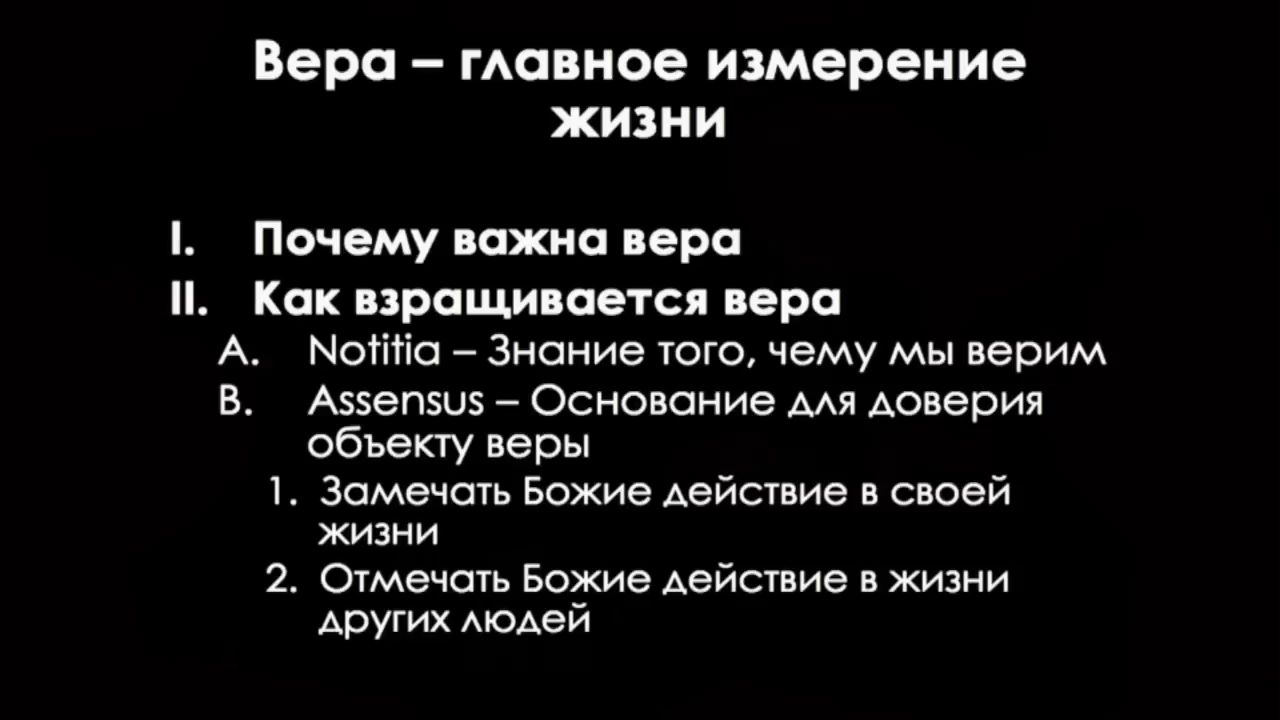 Вера – главное измерение
жизни
I. Почему важна вера
II. Как взращивается вера
A. Notitia – Знание того, чему мы верим
B. Assensus – Основание для доверия
объекту веры
1. Замечать Божие действие в своей
жизни
2. Отмечать Божие действие в жизни
других людей